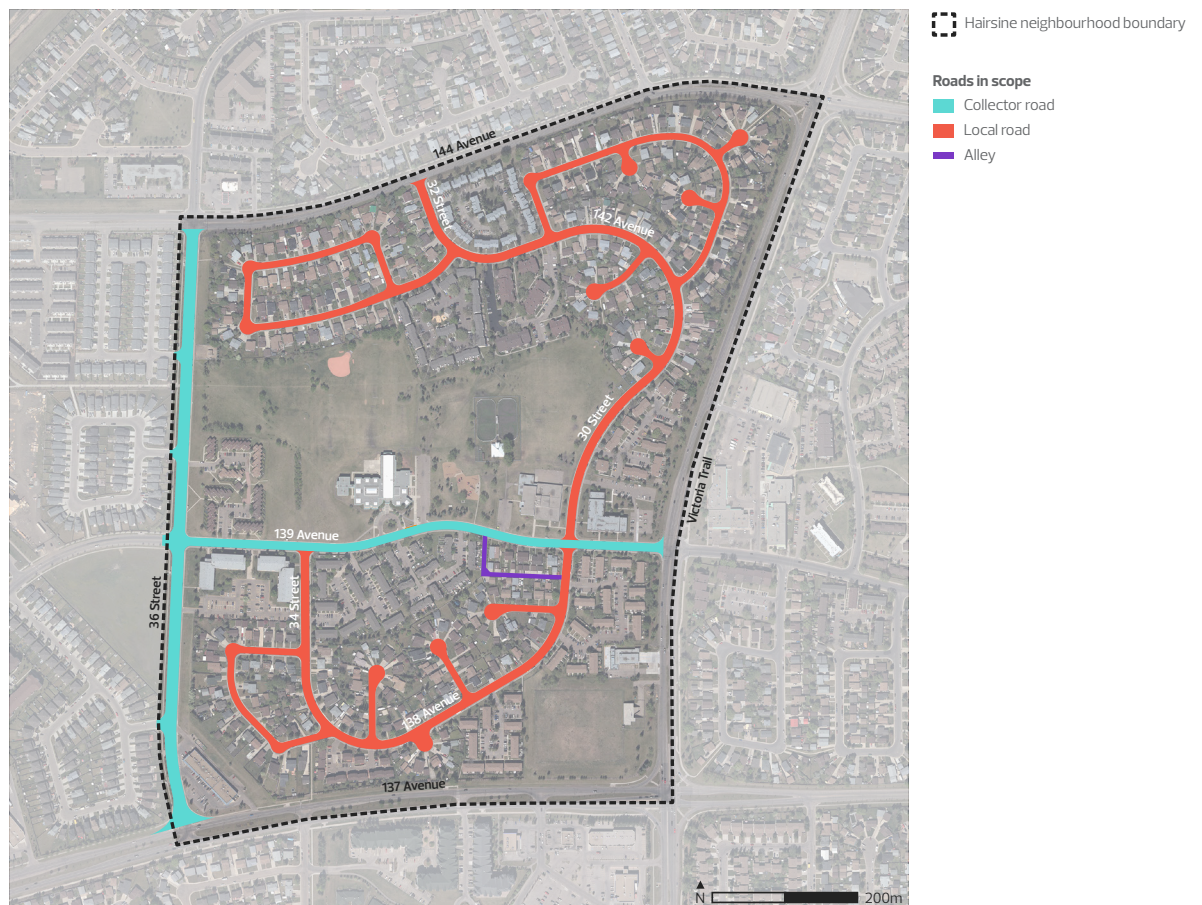 Hairsine neighbourhood boundary
Roads in scope
Collector road
Local road
Alley
144 Avenue
32 Street
142 Avenue
30 Street
Victoria Trail
139 Avenue
36 Street
34 Street
138 Avenue
137 Avenue
N
200m